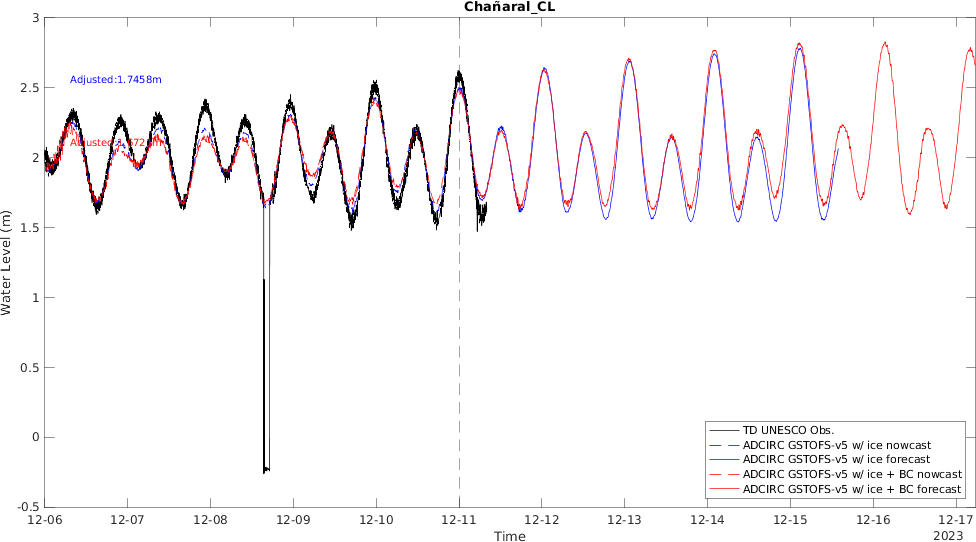 Chañaral_CL
3
2.5
2
1.5
1
0.5
0
-0.5
Water Level (m)
Adjusted:1.7458m
12-06
12-07
12-08
12-09
12-10
12-11
12-12
12-13
12-14
12-15
12-16
12-17
Time
2023
TD UNESCO Obs.
ADCIRC GSTOFS-v5 w/ ice nowcast
ADCIRC GSTOFS-v5 w/ ice forecast
ADCIRC GSTOFS-v5 w/ ice + BC nowcast
ADCIRC GSTOFS-v5 w/ ice + BC forecast